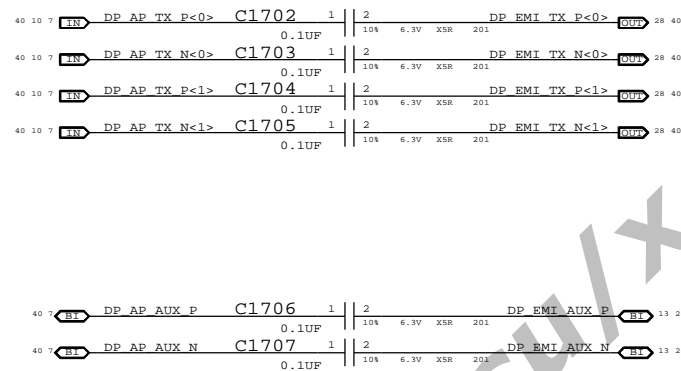 40 10 7 IN DP_AP_TX_P<0> C1702 1 2 DP_EMI_TX_P<0> OUT 28 40
0.1UF 10% 6.3V X5R 201
40 10 7 IN DP_AP_TX_N<0> C1703 1 2 DP_EMI_TX_N<0> OUT 28 40
0.1UF 10% 6.3V X5R 201
40 10 7 IN DP_AP_TX_P<1> C1704 1 2 DP_EMI_TX_P<1> OUT 28 40
0.1UF 10% 6.3V X5R 201
40 10 7 IN DP_AP_TX_N<1> C1705 1 2 DP_EMI_TX_N<1> OUT 28 40
0.1UF 10% 6.3V X5R 201
40 7 BI DP_AP_AUX_P C1706 1 2 DP_EMI_AUX_P BI 13 2
0.1UF 10% 6.3V X5R 201
40 7 BI DP_AP_AUX_N C1707 1 2 DP_EMI_AUX_N BI 13 2
0.1UF 10% 6.3V X5R 201